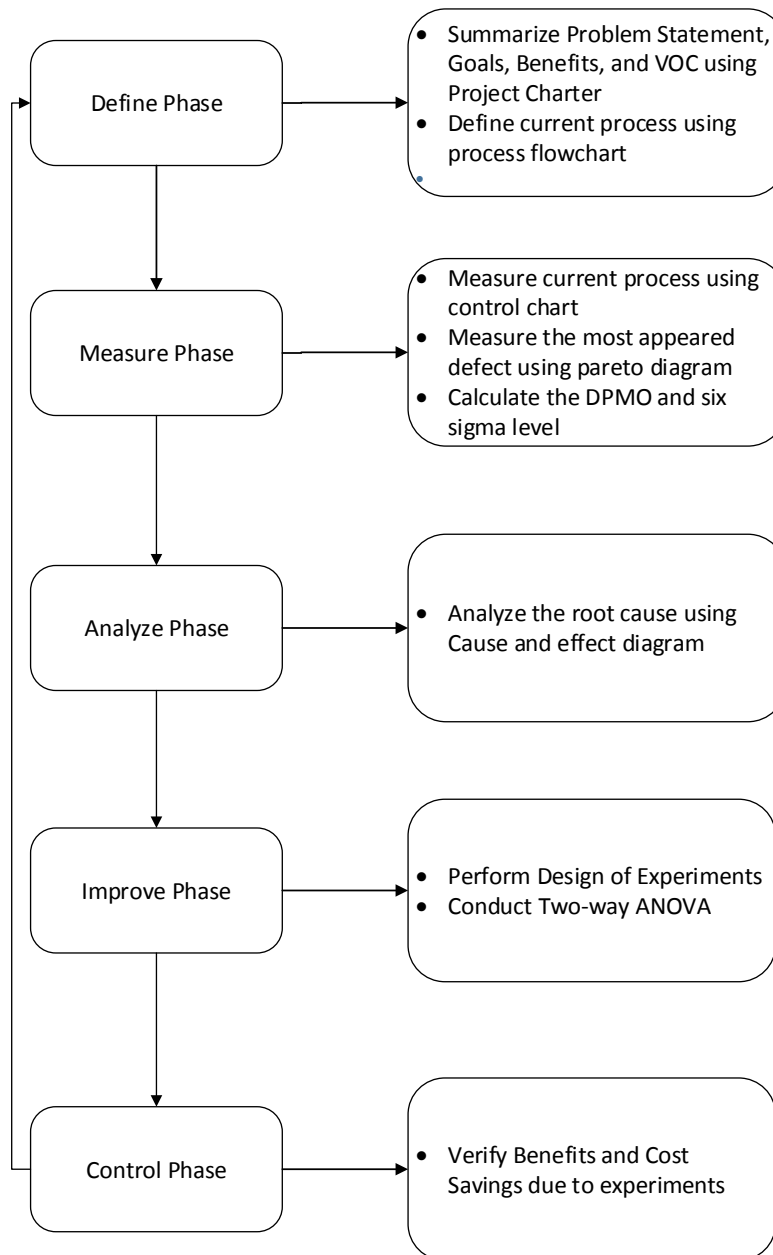 Define Phase
• Summarize Problem Statement,
Goals, Benefits, and VOC using
Project Charter
• Define current process using
process flowchart
•
Measure Phase
• Measure current process using
control chart
• Measure the most appeared
defect using pareto diagram
• Calculate the DPMO and six
sigma level
Analyze Phase
• Analyze the root cause using
Cause and effect diagram
Improve Phase
• Perform Design of Experiments
• Conduct Two-way ANOVA
Control Phase
• Verify Benefits and Cost
Savings due to experiments